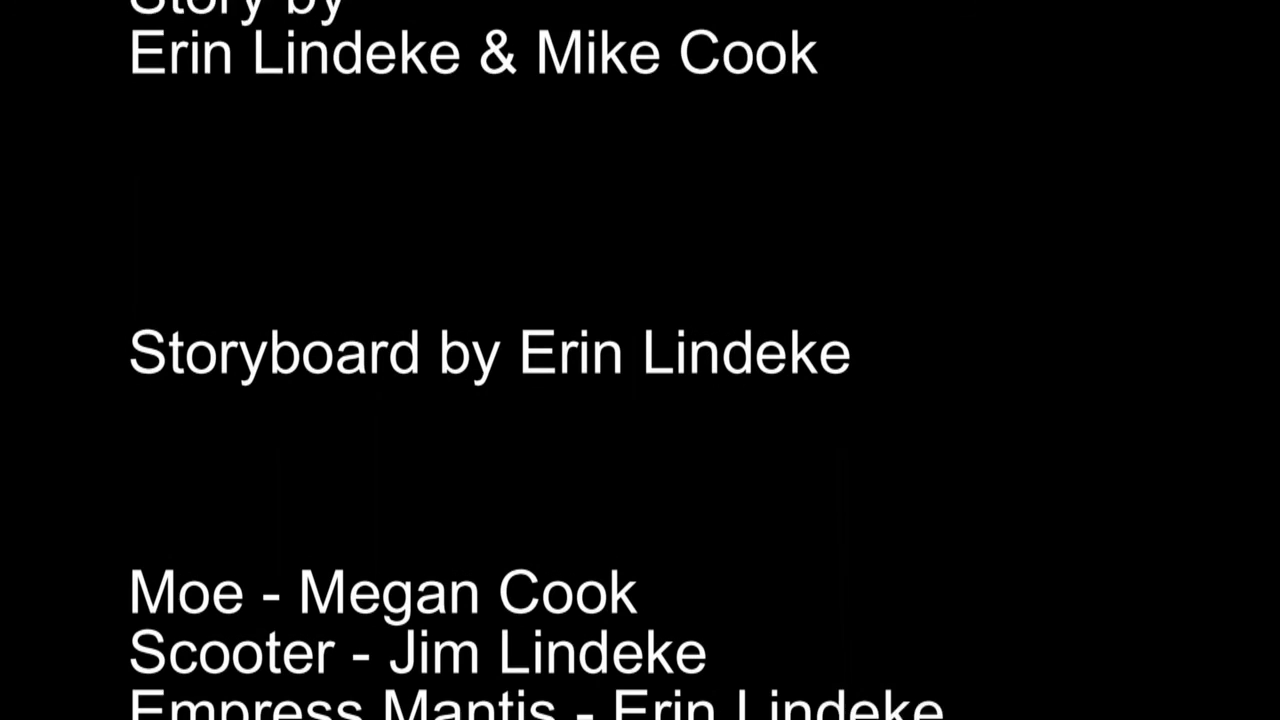 Story by
Erin Lindeke & Mike Cook
Storyboard by Erin Lindeke
Moe - Megan Cook
Scooter - Jim Lindeke
Empress Mantis - Erin Lindeke